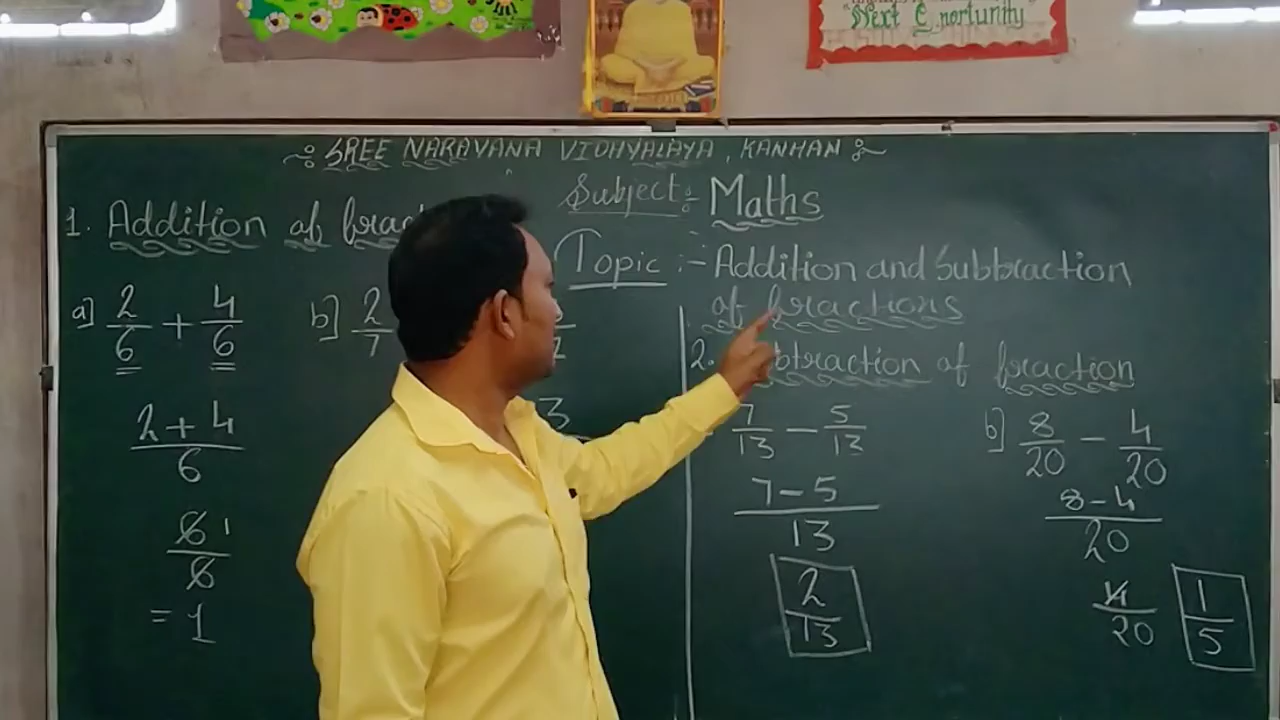 Next
SREE NARAYANA VIDHYALAYA, KANHAN
Subject:- Maths
Topic :- Addition and Subtraction
of fractions
1. Addition of
a] 2/6 + 4/6
2 + 4
6
6 1
6
= 1
b] 2/7
3
2. of fraction
7/13 - 5/13
7 - 5
13
2
13
b] 8/20 - 4/20
8 - 4
20
4
20
1
5